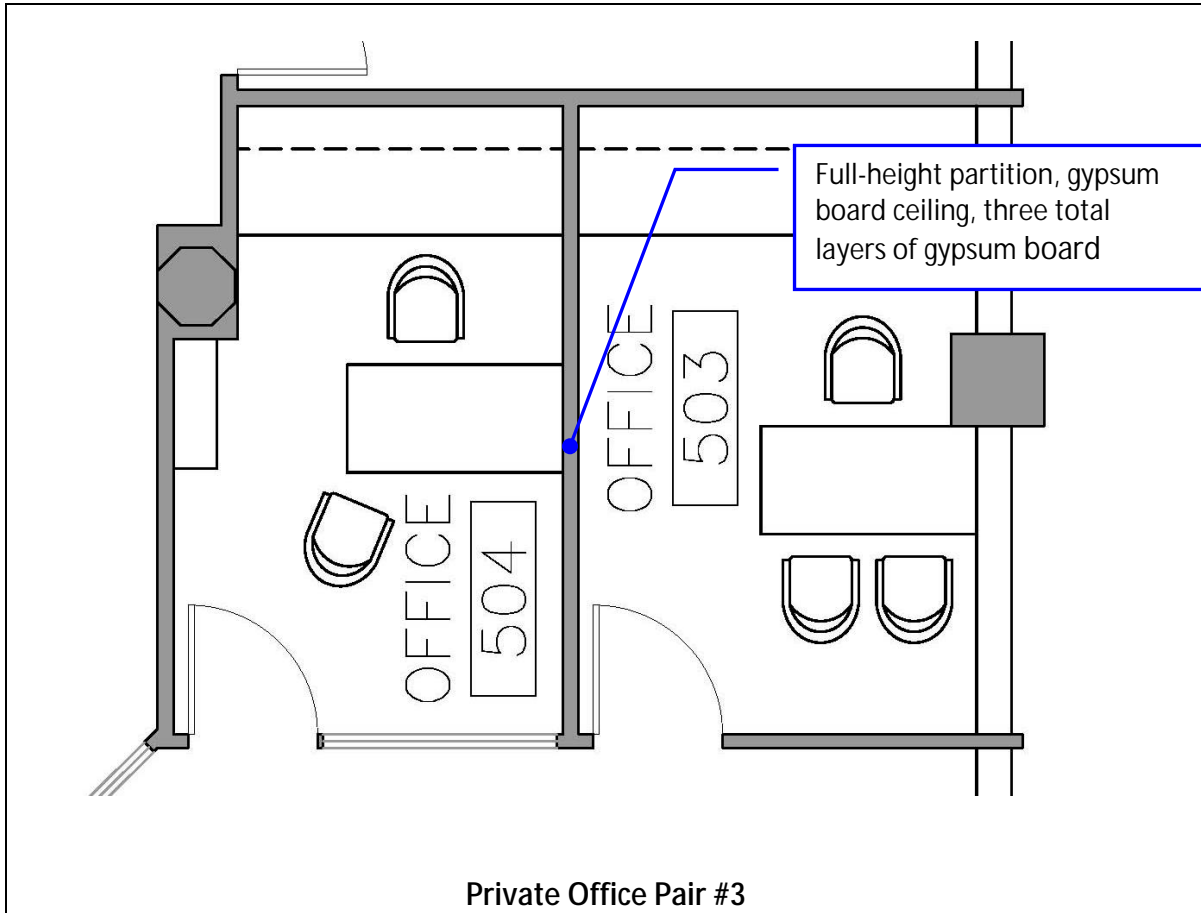 Full-height partition, gypsum
board ceiling, three total
layers of gypsum board
OFFICE
503
OFFICE
504
Private Office Pair #3